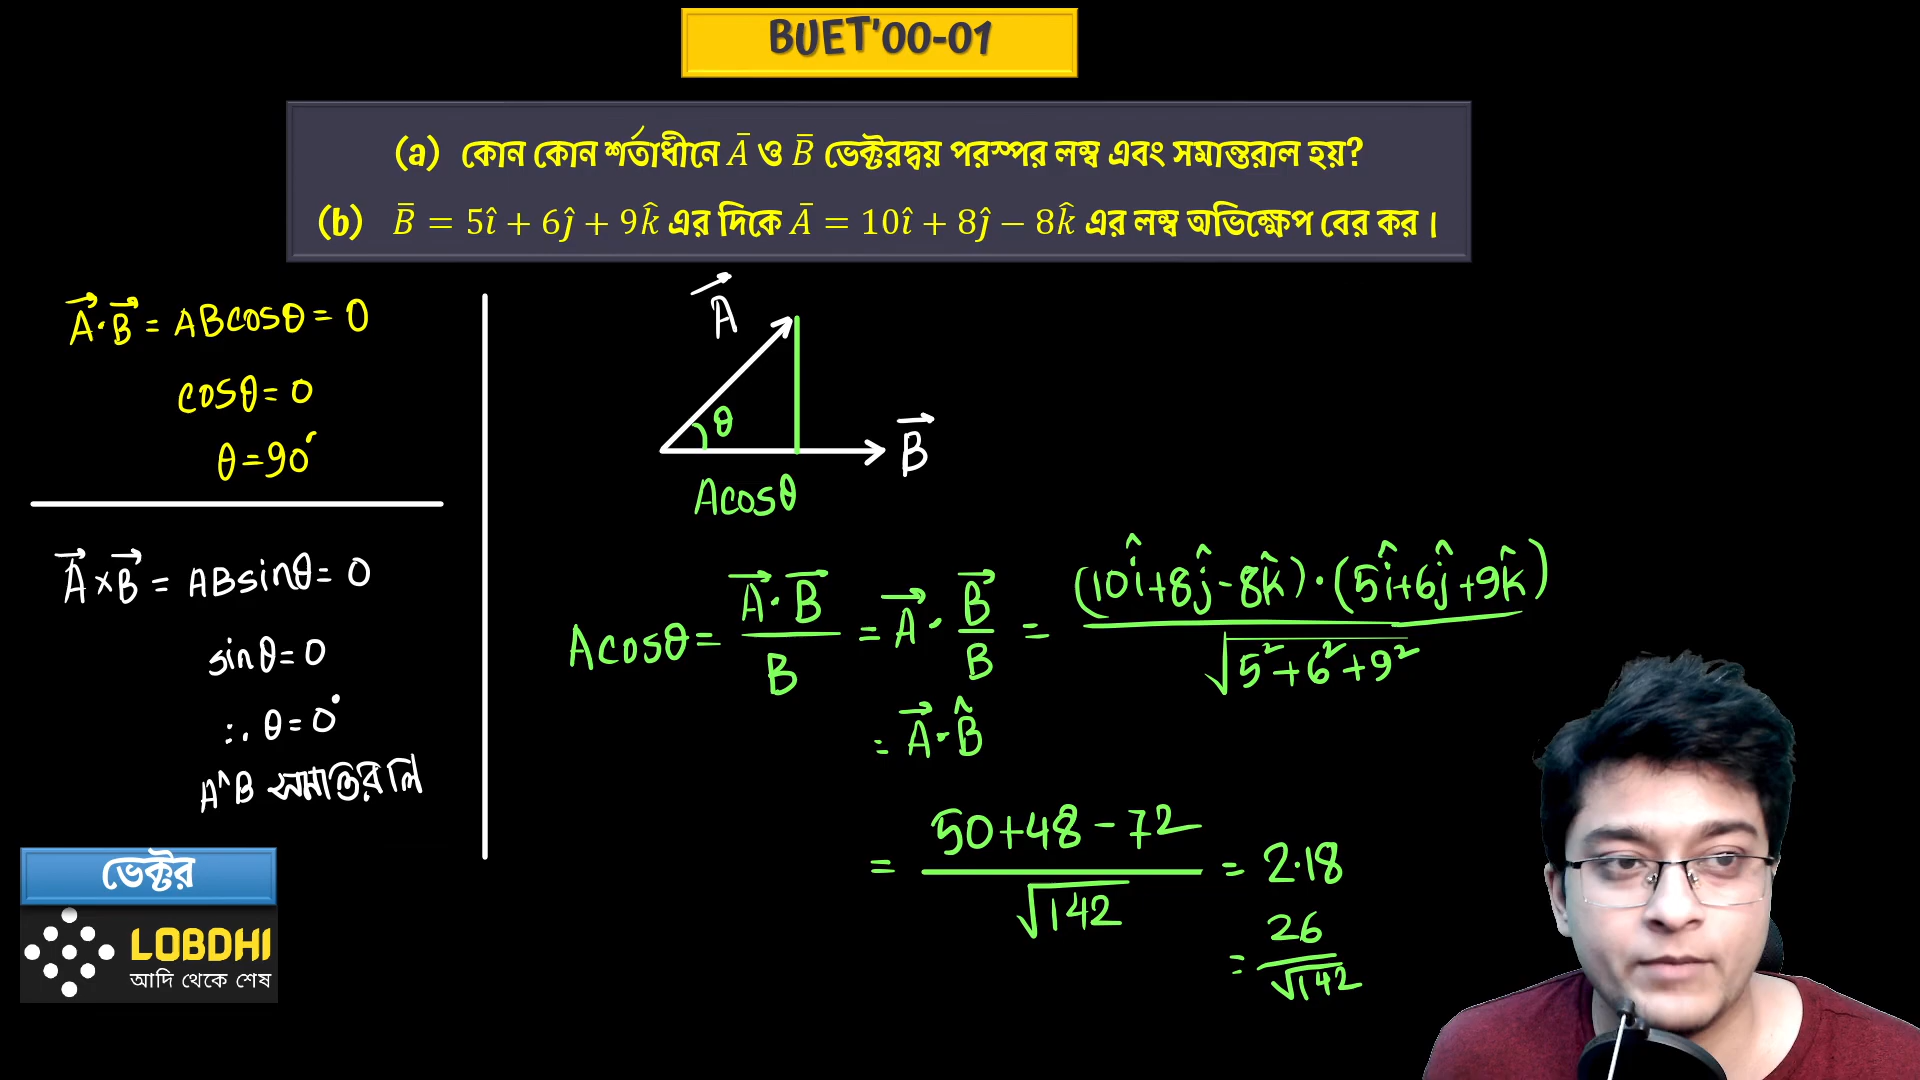 BUET'00-01
(a) কোন কোন শর্তাধীনে A̅ ও B̅ ভেক্টরদ্বয় পরস্পর লম্ব এবং সমান্তরাল হয়?
(b) B̅ = 5î + 6ĵ + 9k̂ এর দিকে A̅ = 10î + 8ĵ − 8k̂ এর লম্ব অভিক্ষেপ বের কর।
A⃗·B⃗ = ABcosθ = 0
cosθ = 0
θ = 90°
A⃗×B⃗ = ABsinθ = 0
sinθ = 0
∴ θ = 0°
A^B সমান্তরাল
A⃗
θ
B⃗
Acosθ
Acosθ = A⃗·B⃗/B = A⃗·B⃗/B = (10î+8ĵ-8k̂)·(5î+6ĵ+9k̂)/√5²+6²+9²
= A⃗·B̂
= 50+48-72/√142 = 2·18
= 26/√142
ভেক্টর
LOBDHI
আদি থেকে শেষ